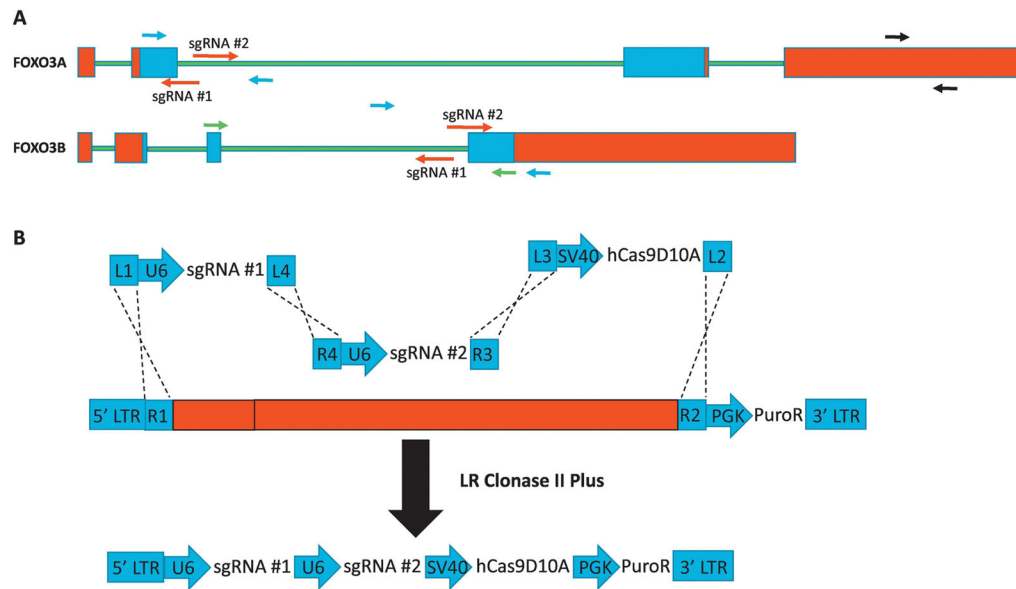 A
sgRNA #2
FOXO3A
sgRNA #1
sgRNA #2
FOXO3B
sgRNA #1
B
L1 U6 sgRNA #1 L4 L3 SV40 hCas9D10A L2
R4 U6 sgRNA #2 R3
5' LTR R1 R2 PGK PuroR 3' LTR
LR Clonase II Plus
5' LTR U6 sgRNA #1 U6 sgRNA #2 SV40 hCas9D10A PGK PuroR 3' LTR